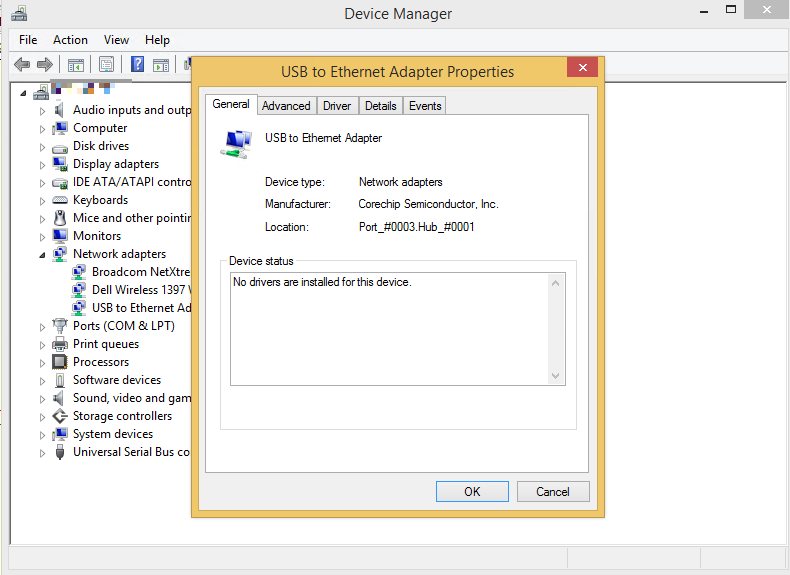 Device Manager
File Action View Help
USB to Ethernet Adapter Properties
General Advanced Driver Details Events
USB to Ethernet Adapter
Device type: Network adapters
Manufacturer: Corechip Semiconductor, Inc.
Location: Port_#0003.Hub_#0001
Device status
No drivers are installed for this device.
OK Cancel
Audio inputs and outp
Computer
Disk drives
Display adapters
IDE ATA/ATAPI contro
Keyboards
Mice and other pointin
Monitors
Network adapters
Broadcom NetXtre
Dell Wireless 1397 W
USB to Ethernet Ad
Ports (COM & LPT)
Print queues
Processors
Software devices
Sound, video and gam
Storage controllers
System devices
Universal Serial Bus co